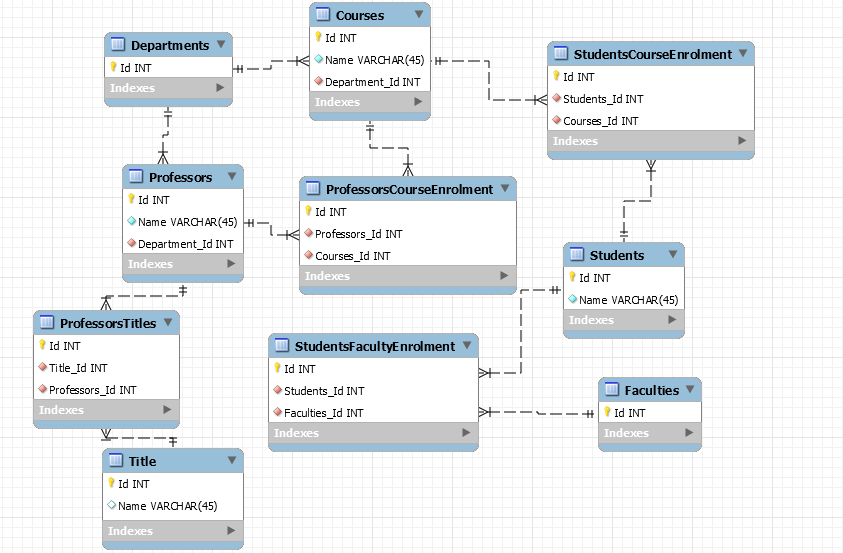 Courses
Id INT
Name VARCHAR(45)
Department_Id INT
Indexes
Departments
Id INT
Indexes
StudentsCourseEnrolment
Id INT
Students_Id INT
Courses_Id INT
Indexes
Professors
Id INT
Name VARCHAR(45)
Department_Id INT
Indexes
ProfessorsCourseEnrolment
Id INT
Professors_Id INT
Courses_Id INT
Indexes
Students
Id INT
Name VARCHAR(45)
Indexes
ProfessorsTitles
Id INT
Title_Id INT
Professors_Id INT
Indexes
StudentsFacultyEnrolment
Id INT
Students_Id INT
Faculties_Id INT
Indexes
Faculties
Id INT
Indexes
Title
Id INT
Name VARCHAR(45)
Indexes